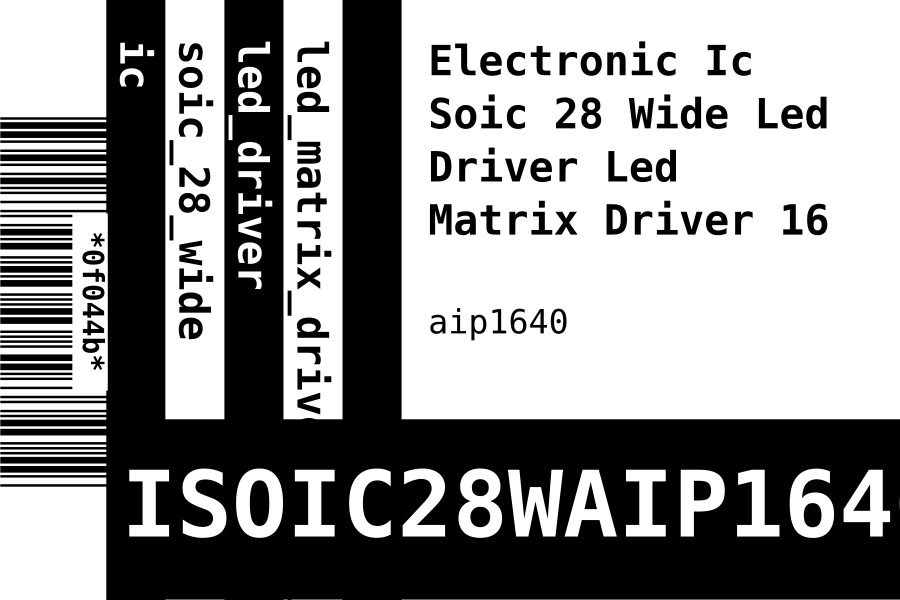 *0f044b*
ic
soic_28_wide
led_driver
led_matrix_driv
Electronic Ic
Soic 28 Wide Led
Driver Led
Matrix Driver 16
aip1640
ISOIC28WAIP164